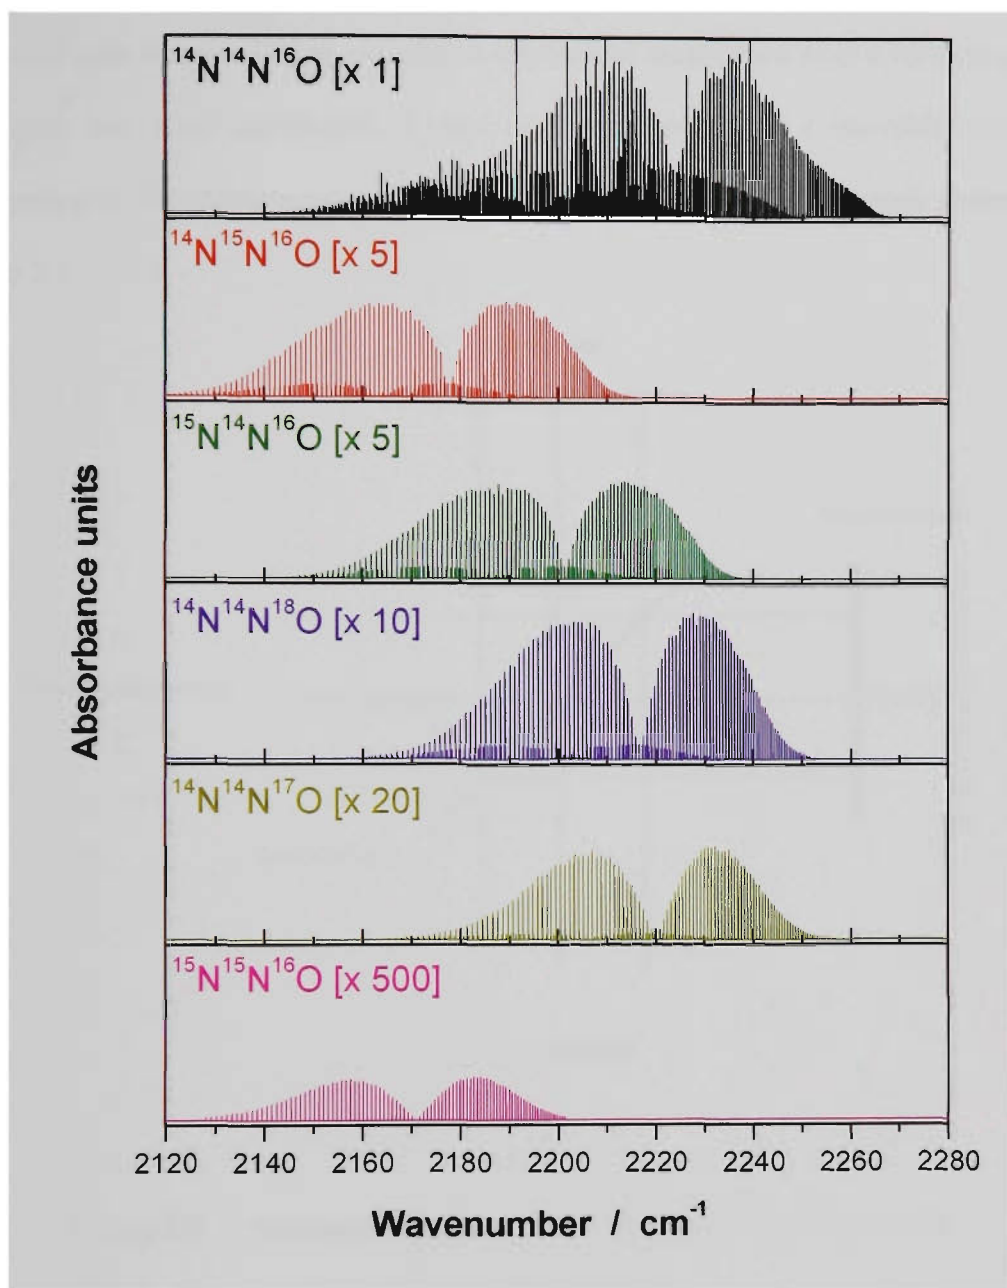 ¹⁴N¹⁴N¹⁶O [x 1]
¹⁴N¹⁵N¹⁶O [x 5]
¹⁵N¹⁴N¹⁶O [x 5]
¹⁴N¹⁴N¹⁸O [x 10]
¹⁴N¹⁴N¹⁷O [x 20]
¹⁵N¹⁵N¹⁶O [x 500]
Absorbance units
2120 2140 2160 2180 2200 2220 2240 2260 2280
Wavenumber / cm⁻¹